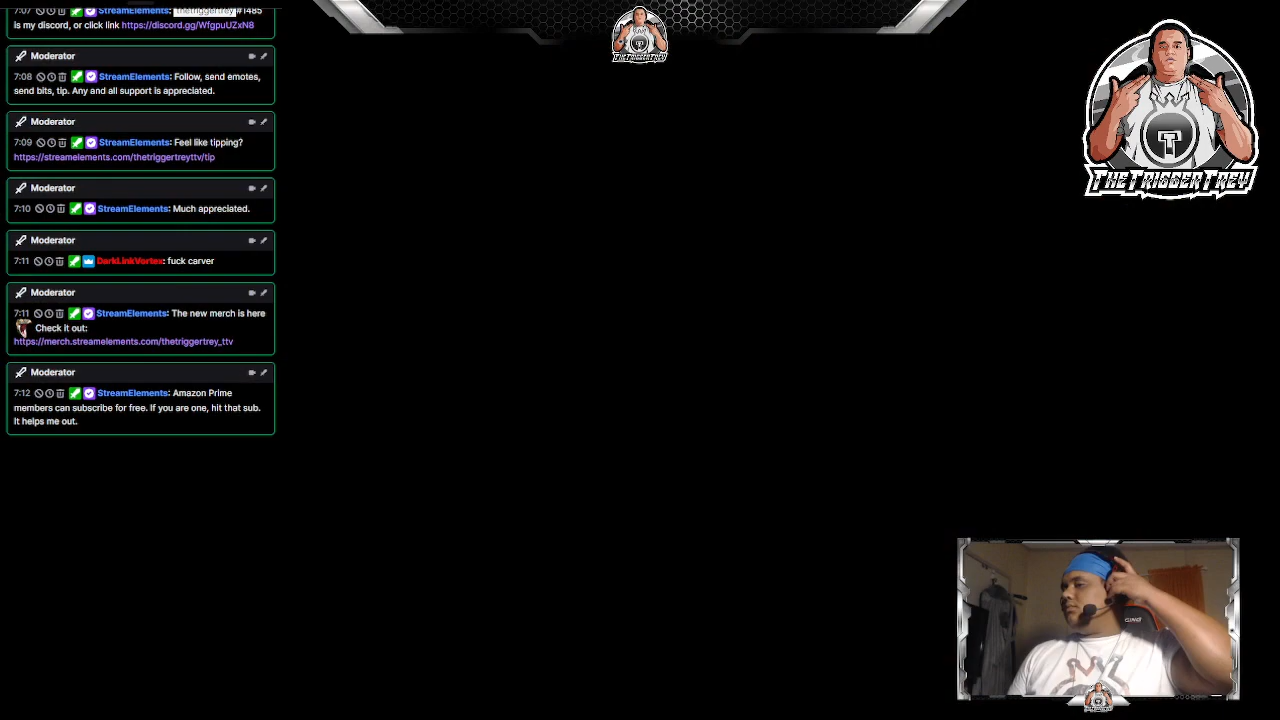 7:07 StreamElements: thetriggertrey#1485
is my discord, or click link https://discord.gg/WfgpuUZxN8
Moderator
7:08 StreamElements: Follow, send emotes,
send bits, tip. Any and all support is appreciated.
Moderator
7:09 StreamElements: Feel like tipping?
https://streamelements.com/thetriggertreyttv/tip
Moderator
7:10 StreamElements: Much appreciated.
Moderator
7:11 DarkLinkVortex: fuck carver
Moderator
7:11 StreamElements: The new merch is here
Check it out:
https://merch.streamelements.com/thetriggertrey_ttv
Moderator
7:12 StreamElements: Amazon Prime
members can subscribe for free. If you are one, hit that sub.
It helps me out.
THETRIGGERTREY
T
THETRIGGERTREY